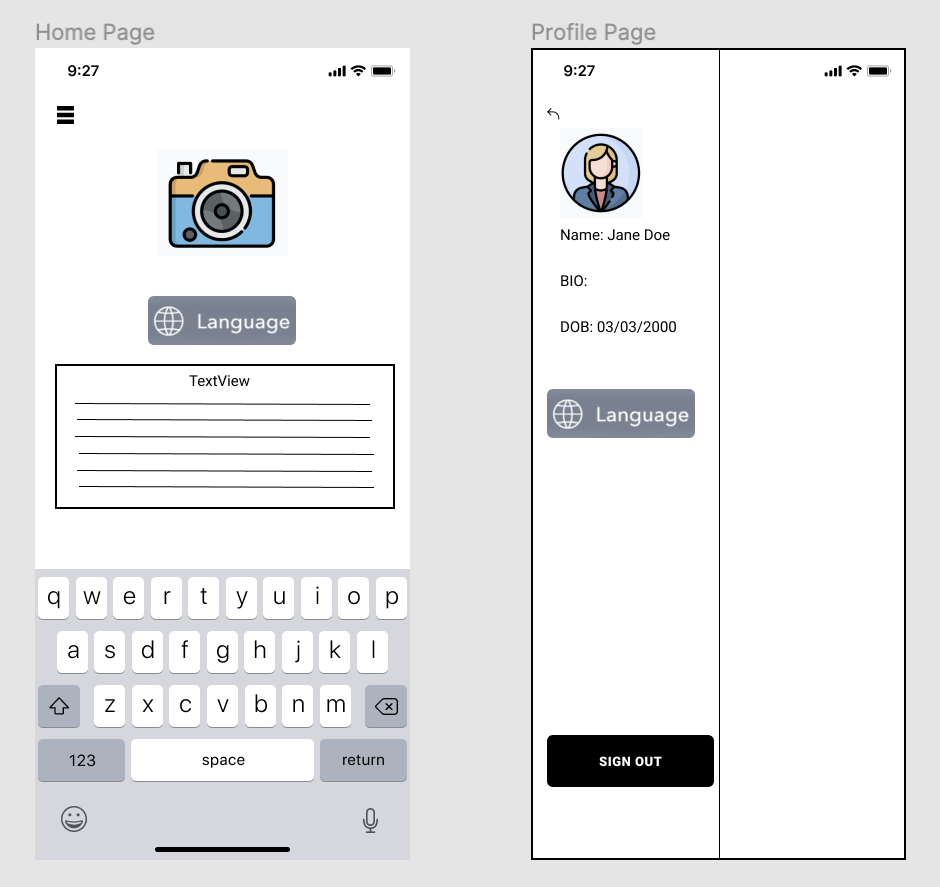 Home Page
9:27
Language
TextView
q w e r t y u i o p
a s d f g h j k l
z x c v b n m
123 space return
Profile Page
9:27
Name: Jane Doe
BIO:
DOB: 03/03/2000
Language
SIGN OUT